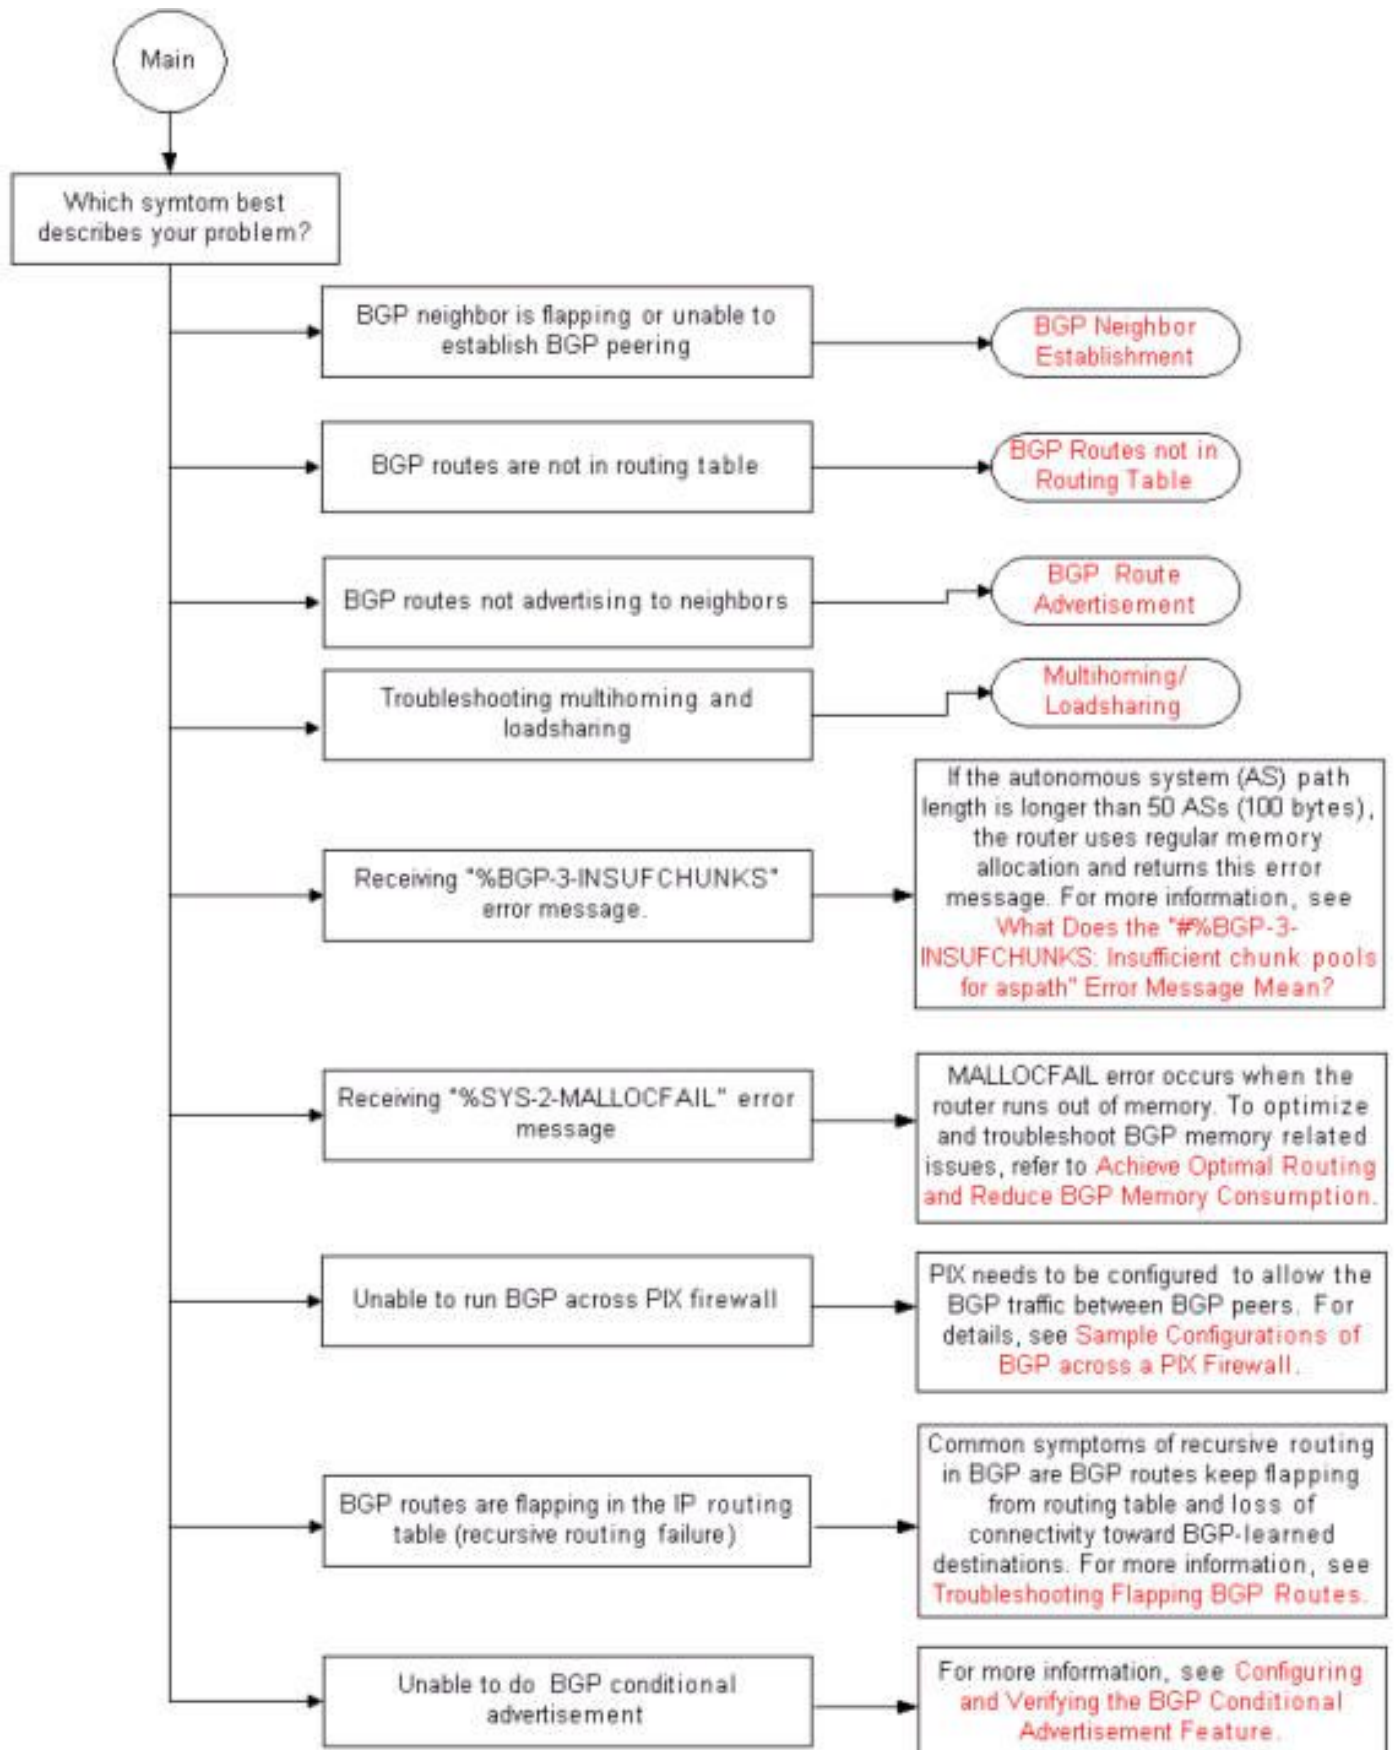 Main
Which symtom best
describes your problem?
BGP neighbor is flapping or unable to
establish BGP peering
BGP Neighbor
Establishment
BGP routes are not in routing table
BGP Routes not in
Routing Table
BGP routes not advertising to neighbors
BGP Route
Advertisement
Troubleshooting multihoming and
loadsharing
Multihoming/
Loadsharing
Receiving "%BGP-3-INSUFCHUNKS"
error message.
If the autonomous system (AS) path
length is longer than 50 ASs (100 bytes),
the router uses regular memory
allocation and returns this error
message. For more information, see
What Does the "#%BGP-3-
INSUFCHUNKS: Insufficient chunk pools
for aspath" Error Message Mean?
Receiving "%SYS-2-MALLOCFAIL" error
message
MALLOCFAIL error occurs when the
router runs out of memory. To optimize
and troubleshoot BGP memory related
issues, refer to Achieve Optimal Routing
and Reduce BGP Memory Consumption.
Unable to run BGP across PIX firewall
PIX needs to be configured to allow the
BGP traffic between BGP peers. For
details, see Sample Configurations of
BGP across a PIX Firewall.
BGP routes are flapping in the IP routing
table (recursive routing failure)
Common symptoms of recursive routing
in BGP are BGP routes keep flapping
from routing table and loss of
connectivity toward BGP-learned
destinations. For more information, see
Troubleshooting Flapping BGP Routes.
Unable to do BGP conditional
advertisement
For more information, see Configuring
and Verifying the BGP Conditional
Advertisement Feature.